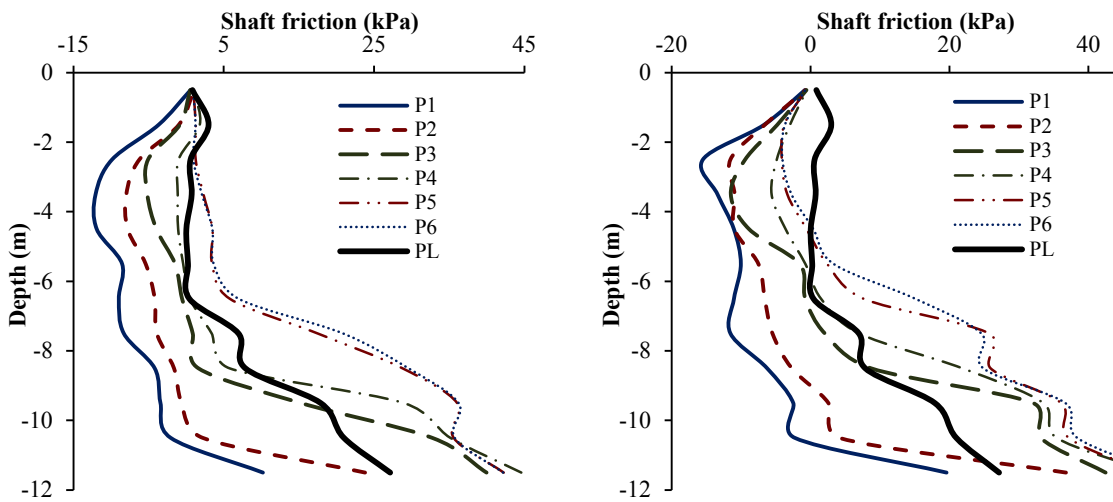 Shaft friction (kPa)
-15 5 25 45
0
-2
-4
-6
-8
-10
-12
Depth (m)
P1
P2
P3
P4
P5
P6
PL
Shaft friction (kPa)
-20 0 20 40
0
-2
-4
-6
-8
-10
-12
Depth (m)
P1
P2
P3
P4
P5
P6
PL